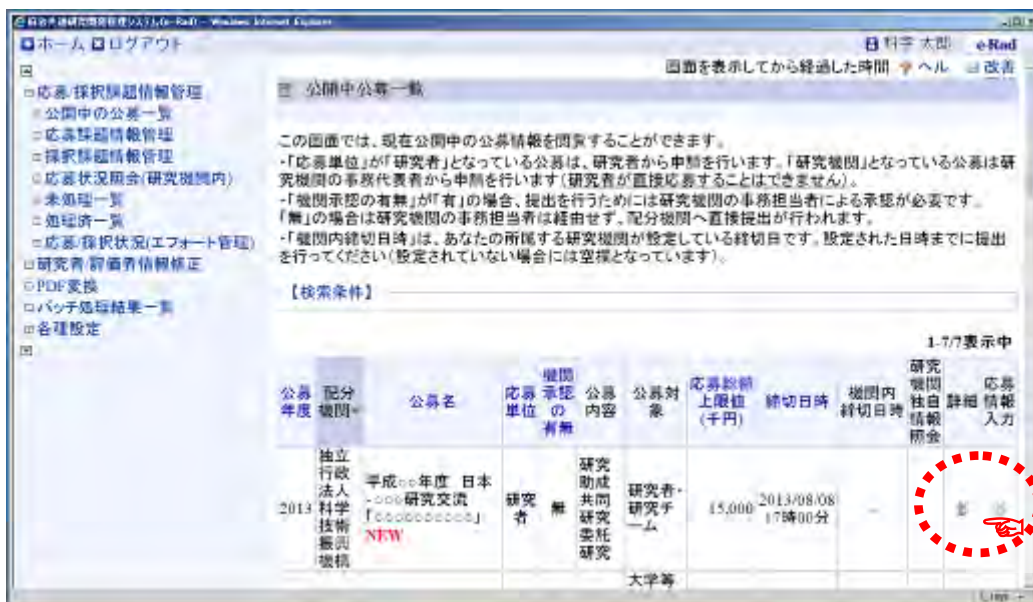 府省共通研究開発管理システム(e-Rad) - Windows Internet Explorer
ホーム ログアウト
科学 太郎 e-Rad
画面を表示してから経過した時間 ヘル 改善
応募/採択課題情報管理
公開中の公募一覧
応募課題情報管理
採択課題情報管理
応募状況照会(研究機関内)
未処理一覧
処理済一覧
応募/採択状況(エフォート管理)
研究者/評価者情報修正
PDF変換
バッチ処理結果一覧
各種設定
公開中公募一覧
この画面では、現在公開中の公募情報を閲覧することができます。
・「応募単位」が「研究者」となっている公募は、研究者から申請を行います。「研究機関」となっている公募は研
究機関の事務代表者から申請を行います(研究者が直接応募することはできません)。
・「機関承認の有無」が「有」の場合、提出を行うためには研究機関の事務担当者による承認が必要です。
「無」の場合は研究機関の事務担当者は経由せず、配分機関へ直接提出が行われます。
・「機関内締切日時」は、あなたの所属する研究機関が設定している締切日です。設定された日時までに提出
を行ってください(設定されていない場合には空欄となっています)。
【検索条件】
1-7/7表示中
公募年度
配分機関
公募名
応募単位
機関承認の有無
公募内容
公募対象
応募総額上限値(千円)
締切日時
機関内締切日時
研究機関独自情報照会
詳細
応募情報入力
2013
独立行政法人科学技術振興機構
平成○○年度 日本
-○○○研究交流
「○○○○○○○○○○」
NEW
研究者
無
研究助成共同研究委託研究
研究者・研究チーム
15,000
2013/08/08
17時00分
-
大学等